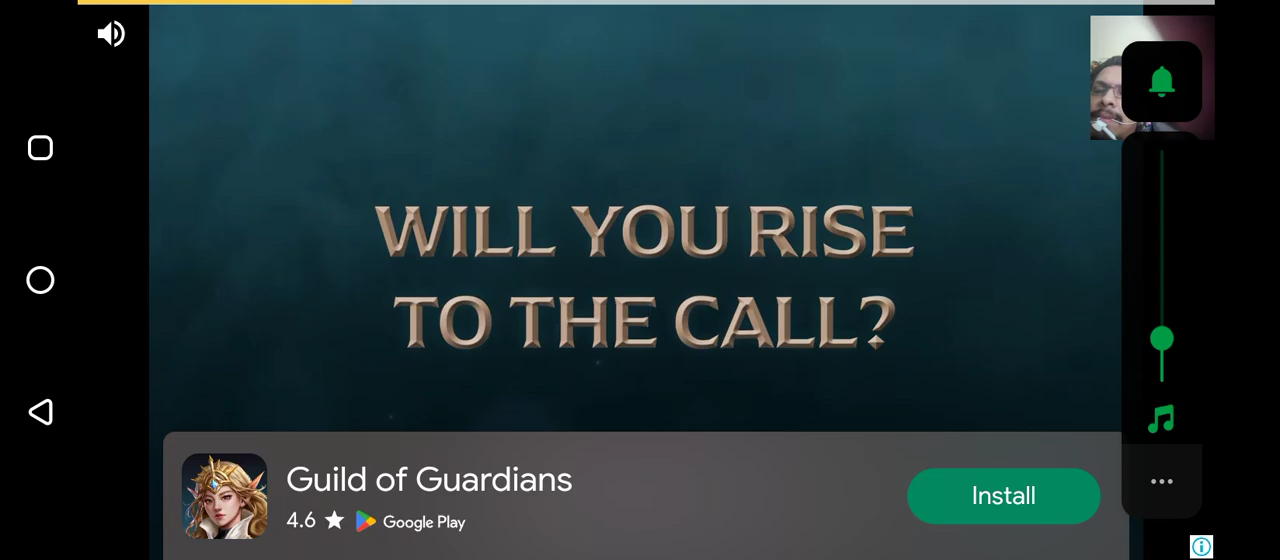 WILL YOU RISE
TO THE CALL?
Guild of Guardians
4.6 ★ Google Play
Install